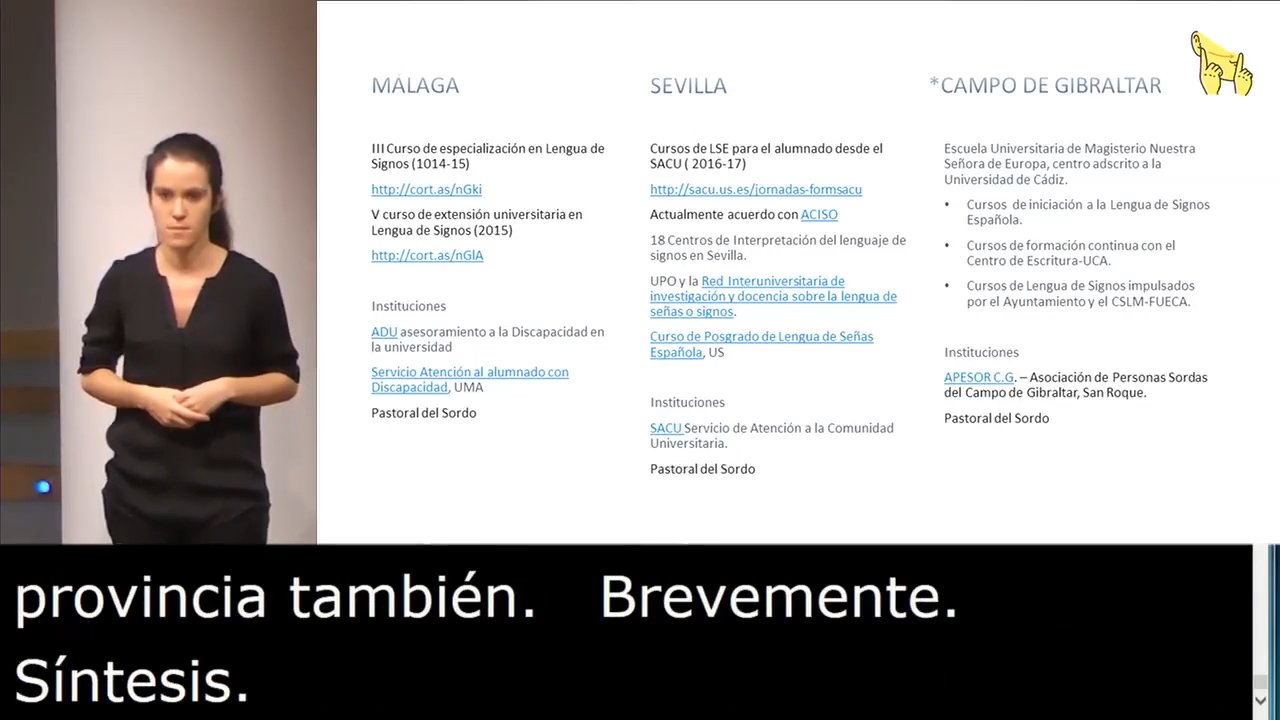 MÁLAGA
III Curso de especialización en Lengua de
Signos (1014-15)
http://cort.as/nGki
V curso de extensión universitaria en
Lengua de Signos (2015)
http://cort.as/nGlA
Instituciones
ADU asesoramiento a la Discapacidad en
la universidad
Servicio Atención al alumnado con
Discapacidad, UMA
Pastoral del Sordo
SEVILLA
Cursos de LSE para el alumnado desde el
SACU ( 2016-17)
http://sacu.us.es/jornadas-formsacu
Actualmente acuerdo con ACISO
18 Centros de Interpretación del lenguaje de
signos en Sevilla.
UPO y la Red Interuniversitaria de
investigación y docencia sobre la lengua de
señas o signos.
Curso de Posgrado de Lengua de Señas
Española, US
Instituciones
SACU Servicio de Atención a la Comunidad
Universitaria.
Pastoral del Sordo
*CAMPO DE GIBRALTAR
Escuela Universitaria de Magisterio Nuestra
Señora de Europa, centro adscrito a la
Universidad de Cádiz.
• Cursos de iniciación a la Lengua de Signos
Española.
• Cursos de formación continua con el
Centro de Escritura-UCA.
• Cursos de Lengua de Signos impulsados
por el Ayuntamiento y el CSLM-FUECA.
Instituciones
APESOR C.G. – Asociación de Personas Sordas
del Campo de Gibraltar, San Roque.
Pastoral del Sordo
provincia también. Brevemente.
Síntesis.